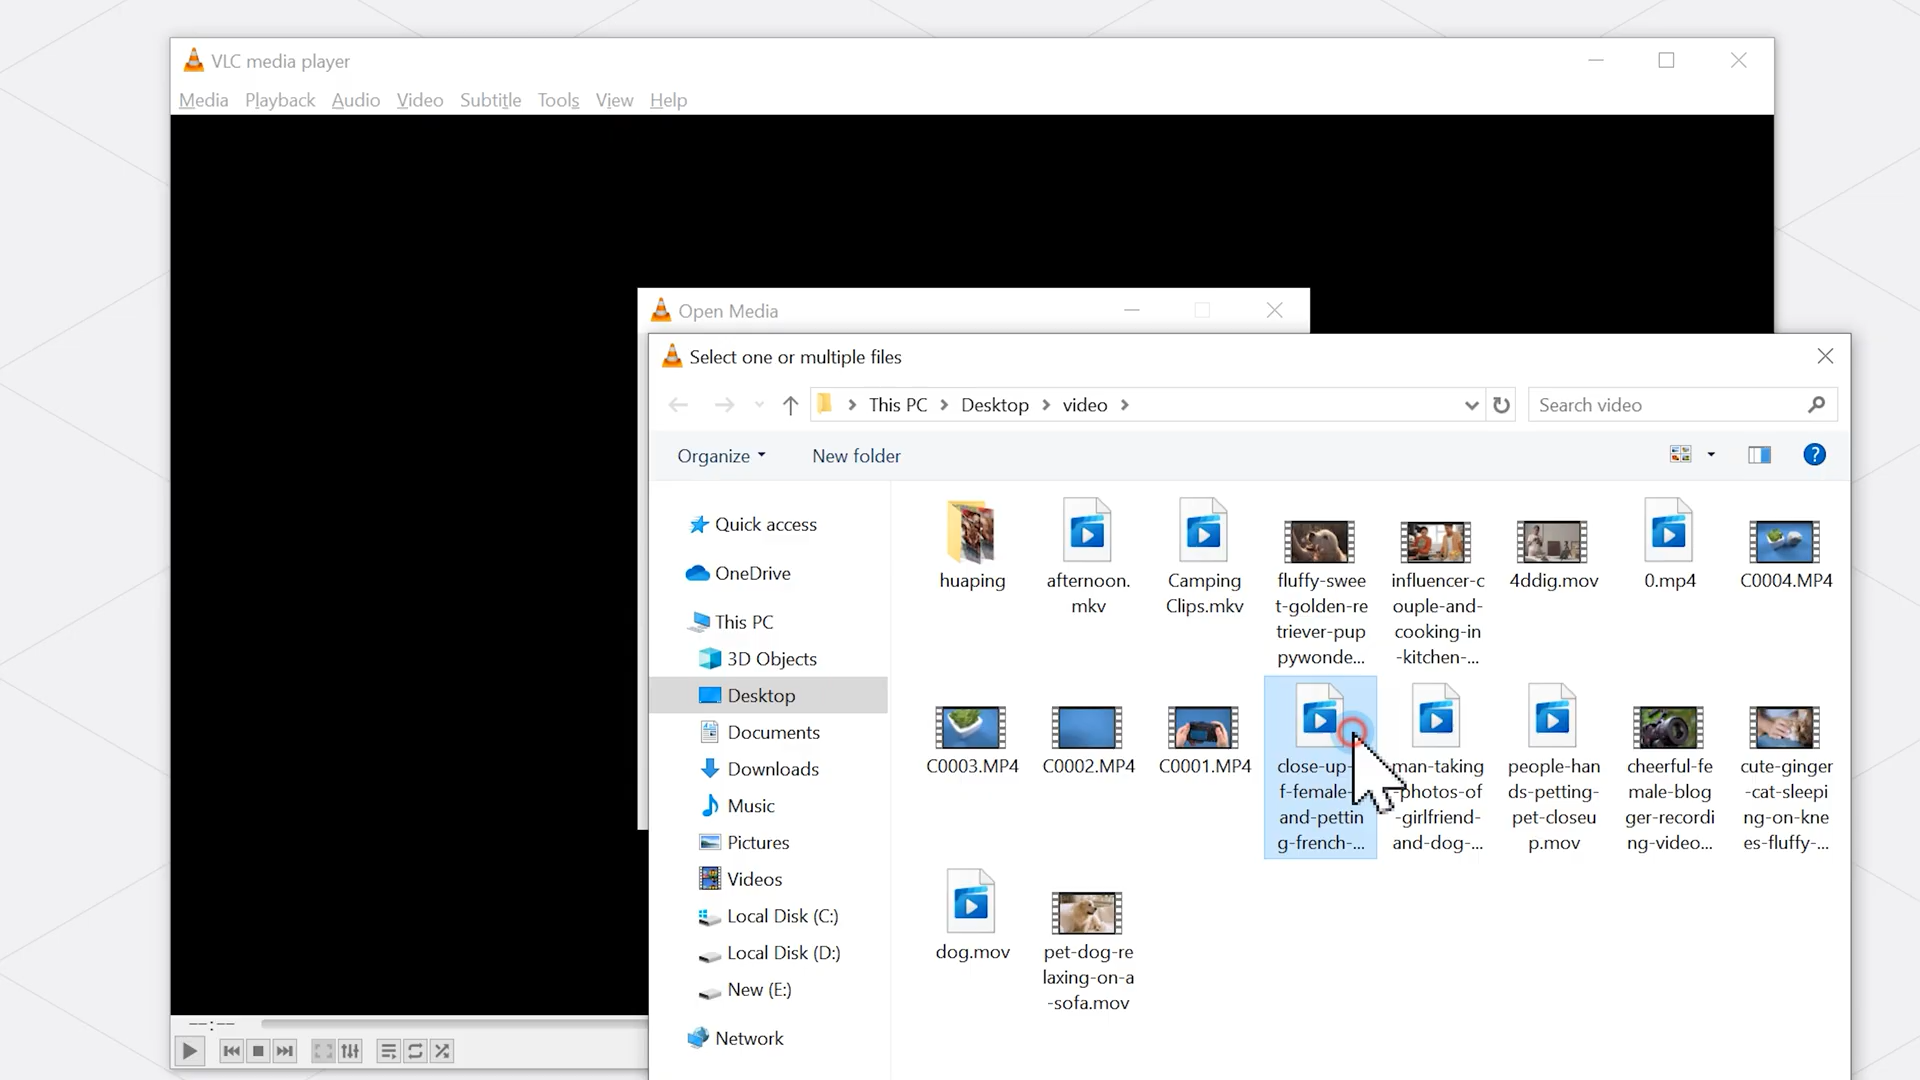 VLC media player
Media Playback Audio Video Subtitle Tools View Help
Open Media
Select one or multiple files
This PC Desktop video
Search video
Organize
New folder
?
Quick access
OneDrive
This PC
3D Objects
Desktop
Documents
Downloads
Music
Pictures
Videos
Local Disk (C:)
Local Disk (D:)
New (E:)
Network
huaping
afternoon.
mkv
Camping
Clips.mkv
fluffy-swee
t-golden-re
triever-pup
pywonde...
influencer-c
ouple-and-
cooking-in
-kitchen-...
4ddig.mov
0.mp4
C0004.MP4
C0003.MP4
C0002.MP4
C0001.MP4
close-up-
f-female-
and-pettin
g-french-...
man-taking
-photos-of
-girlfriend-
and-dog-...
people-han
ds-petting-
pet-closeu
p.mov
cheerful-fe
male-blog
ger-recordi
ng-video...
cute-ginger
-cat-sleepi
ng-on-kne
es-fluffy-...
dog.mov
pet-dog-re
laxing-on-a
-sofa.mov
--:--